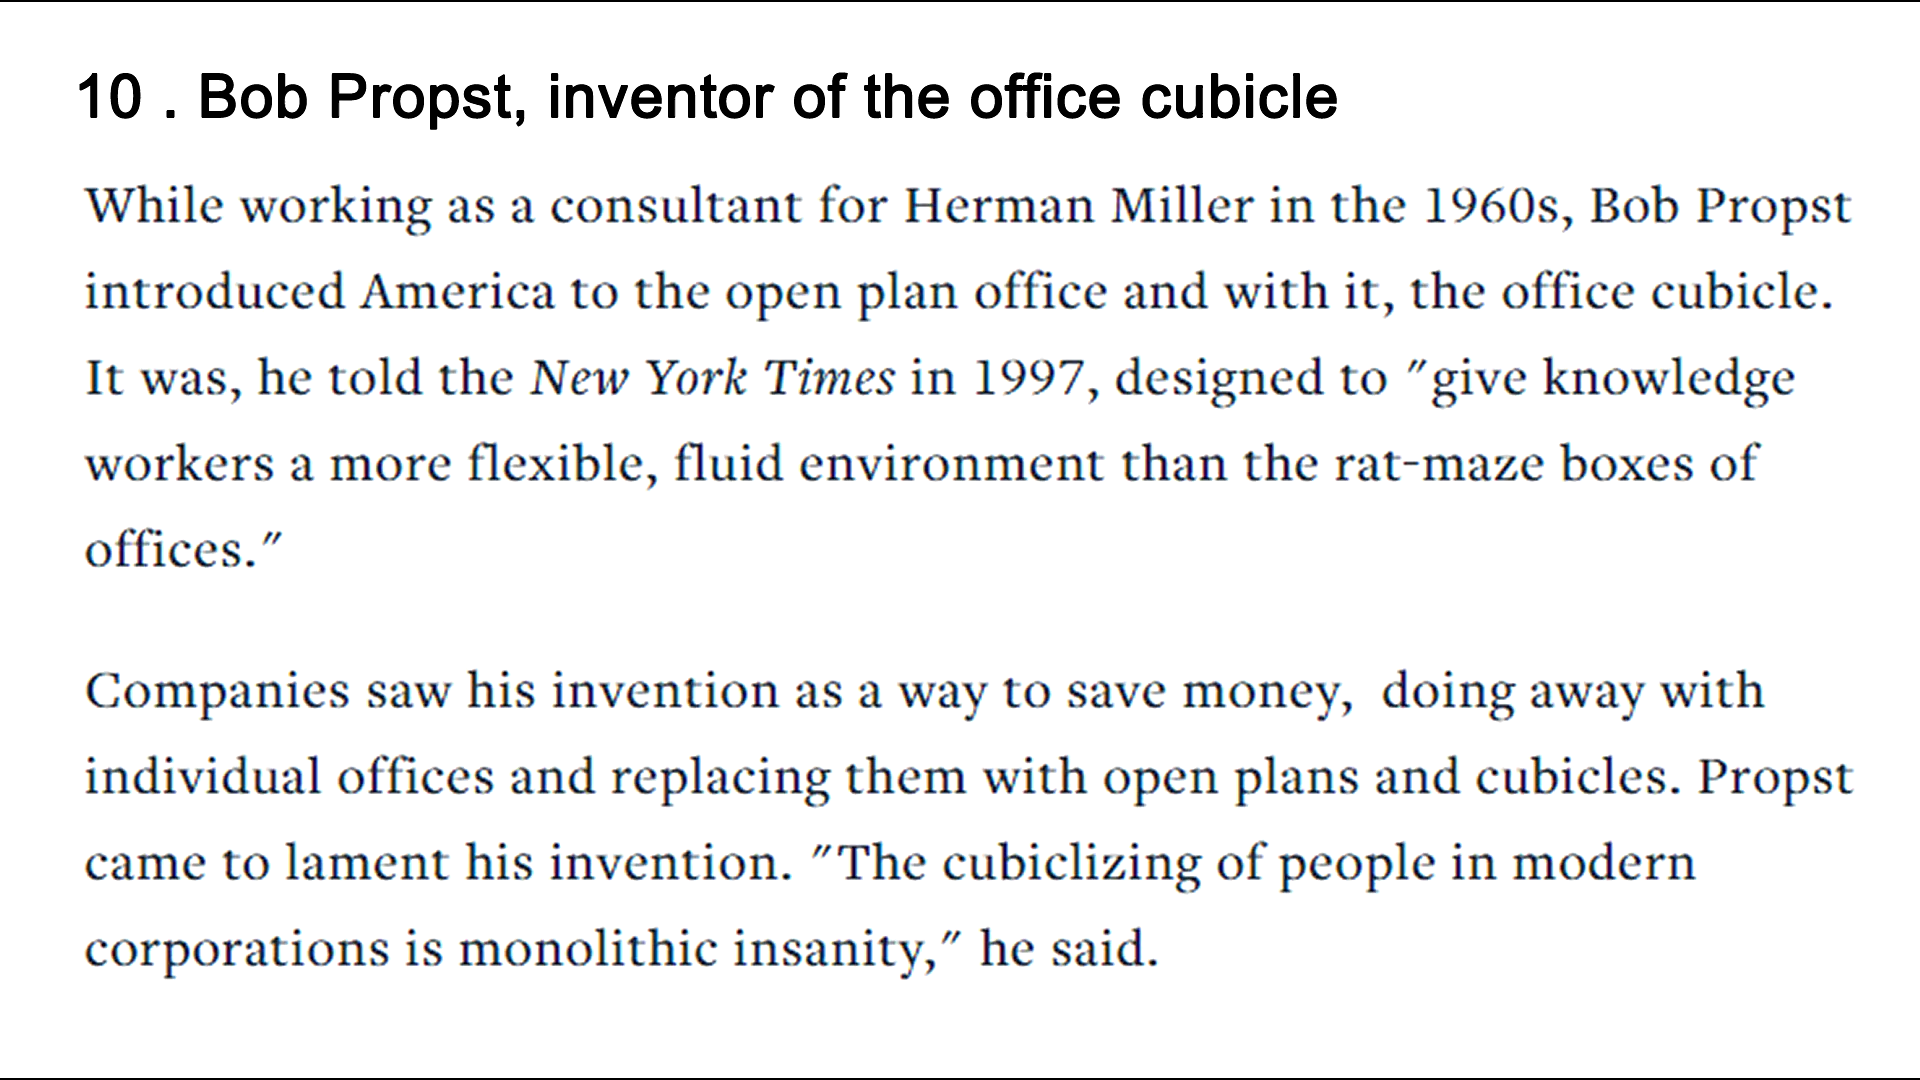 10 . Bob Propst, inventor of the office cubicle
While working as a consultant for Herman Miller in the 1960s, Bob Propst
introduced America to the open plan office and with it, the office cubicle.
It was, he told the New York Times in 1997, designed to "give knowledge
workers a more flexible, fluid environment than the rat-maze boxes of
offices."
Companies saw his invention as a way to save money,  doing away with
individual offices and replacing them with open plans and cubicles. Propst
came to lament his invention. "The cubiclizing of people in modern
corporations is monolithic insanity," he said.